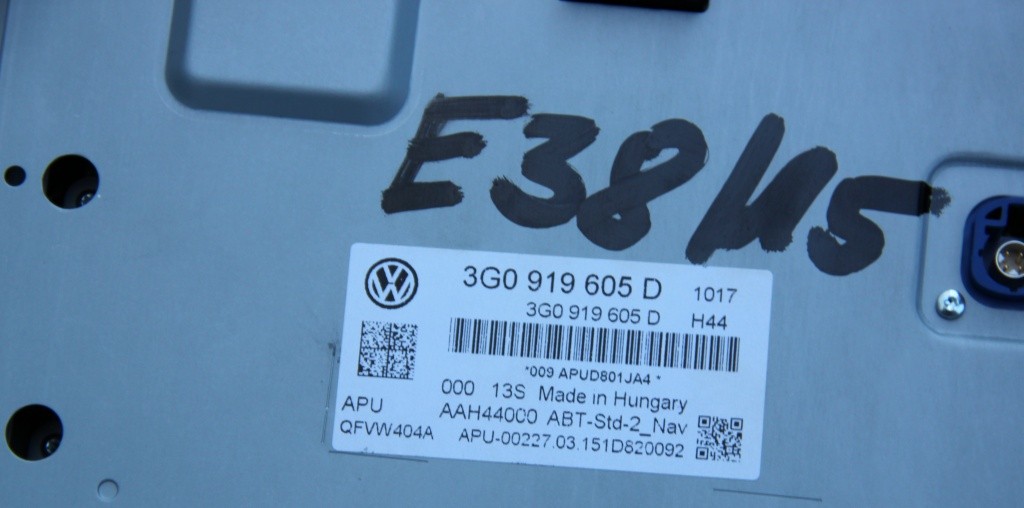 E38U5
3G0 919 605 D 1017
3G0 919 605 D H44
*009 APUD801JA4 *
000 13S Made in Hungary
APU AAH44000 ABT-Std-2_Nav
QFVW404A APU-00227.03.151D820092